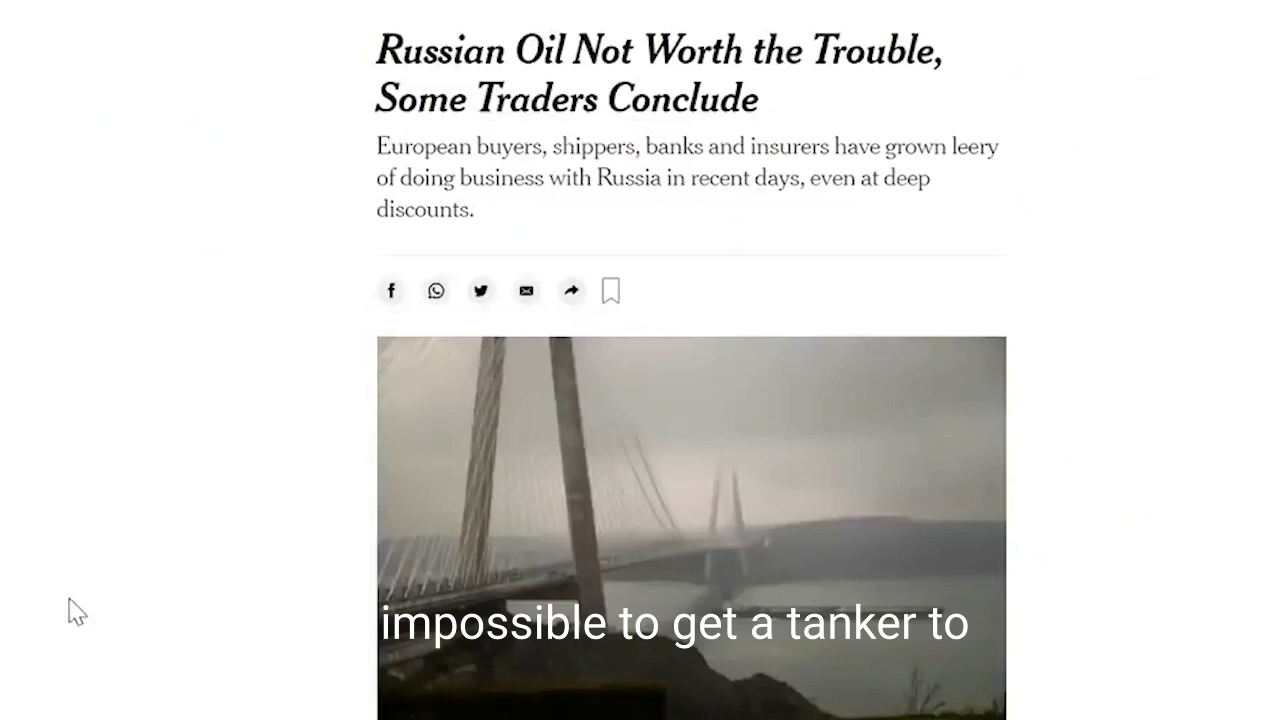 Russian Oil Not Worth the Trouble,
Some Traders Conclude
European buyers, shippers, banks and insurers have grown leery
of doing business with Russia in recent days, even at deep
discounts.
impossible to get a tanker to